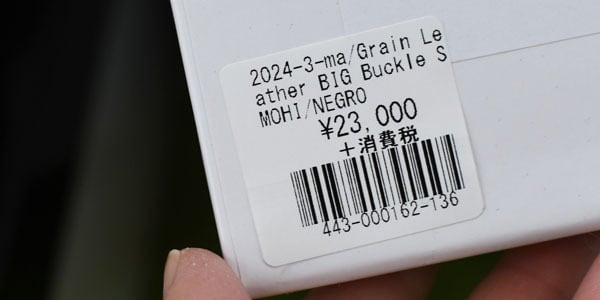 2024-3-ma/Grain Le
ather BIG Buckle S
MOHI/NEGRO
¥23,000
+消費税
443-000162-136